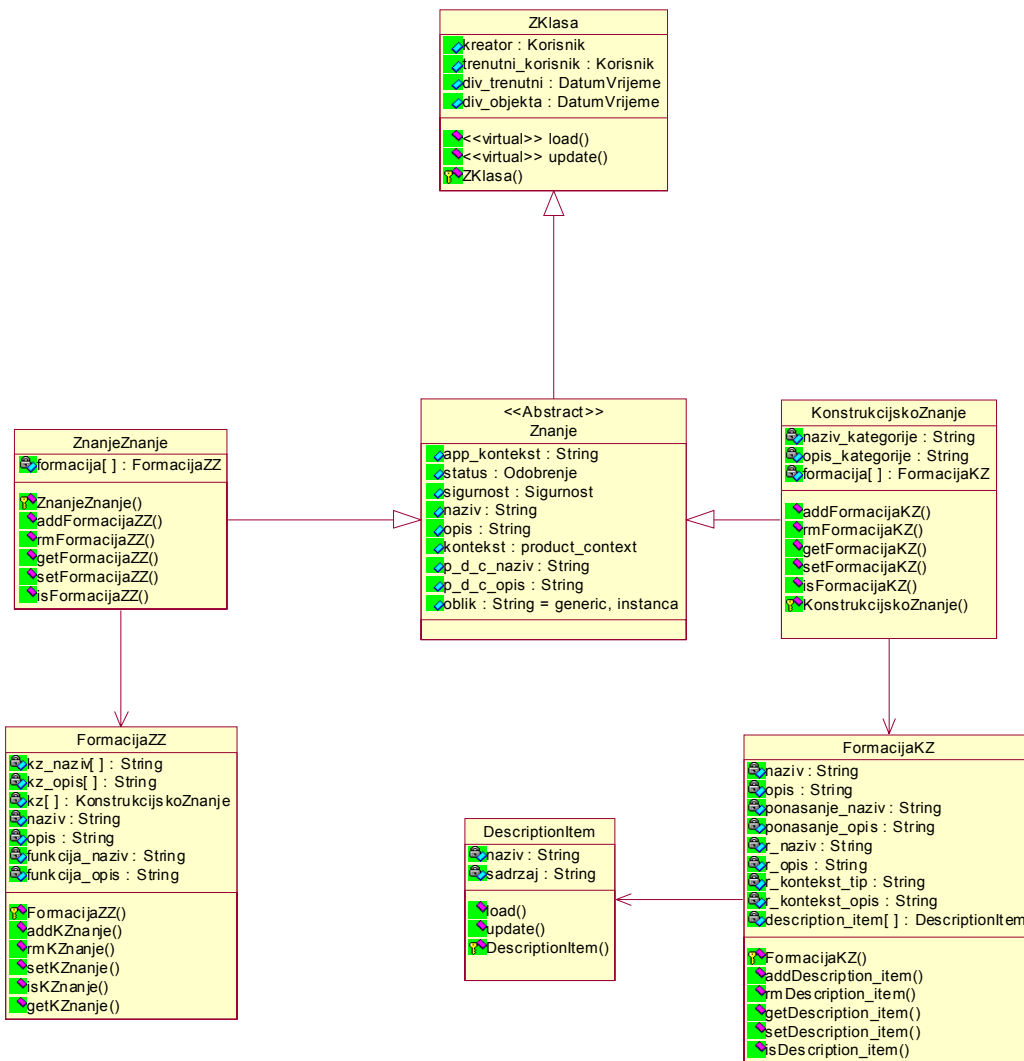 ZKlasa
kreator : Korisnik
trenutni_korisnik : Korisnik
div_trenutni : DatumVrijeme
div_objekta : DatumVrijeme
<<virtual>> load()
<<virtual>> update()
ZKlasa()
ZnanjeZnanje
formacija[ ] : FormacijaZZ
ZnanjeZnanje()
addFormacijaZZ()
rmFormacijaZZ()
getFormacijaZZ()
setFormacijaZZ()
isFormacijaZZ()
<<Abstract>>
Znanje
app_kontekst : String
status : Odobrenje
sigurnost : Sigurnost
naziv : String
opis : String
kontekst : product_context
p_d_c_naziv : String
p_d_c_opis : String
oblik : String = generic, instanca
KonstrukcijskoZnanje
naziv_kategorije : String
opis_kategorije : String
formacija[ ] : FormacijaKZ
addFormacijaKZ()
rmFormacijaKZ()
getFormacijaKZ()
setFormacijaKZ()
isFormacijaKZ()
KonstrukcijskoZnanje()
FormacijaZZ
kz_naziv[ ] : String
kz_opis[ ] : String
kz[ ] : KonstrukcijskoZnanje
naziv : String
opis : String
funkcija_naziv : String
funkcija_opis : String
FormacijaZZ()
addKZnanje()
rmKZnanje()
setKZnanje()
isKZnanje()
getKZnanje()
DescriptionItem
naziv : String
sadrzaj : String
load()
update()
DescriptionItem()
FormacijaKZ
naziv : String
opis : String
ponasanje_naziv : String
ponasanje_opis : String
r_naziv : String
r_opis : String
r_kontekst_tip : String
r_kontekst_opis : String
description_item[ ] : DescriptionItem
FormacijaKZ()
addDescription_item()
rmDescription_item()
getDescription_item()
setDescription_item()
isDescription_item()